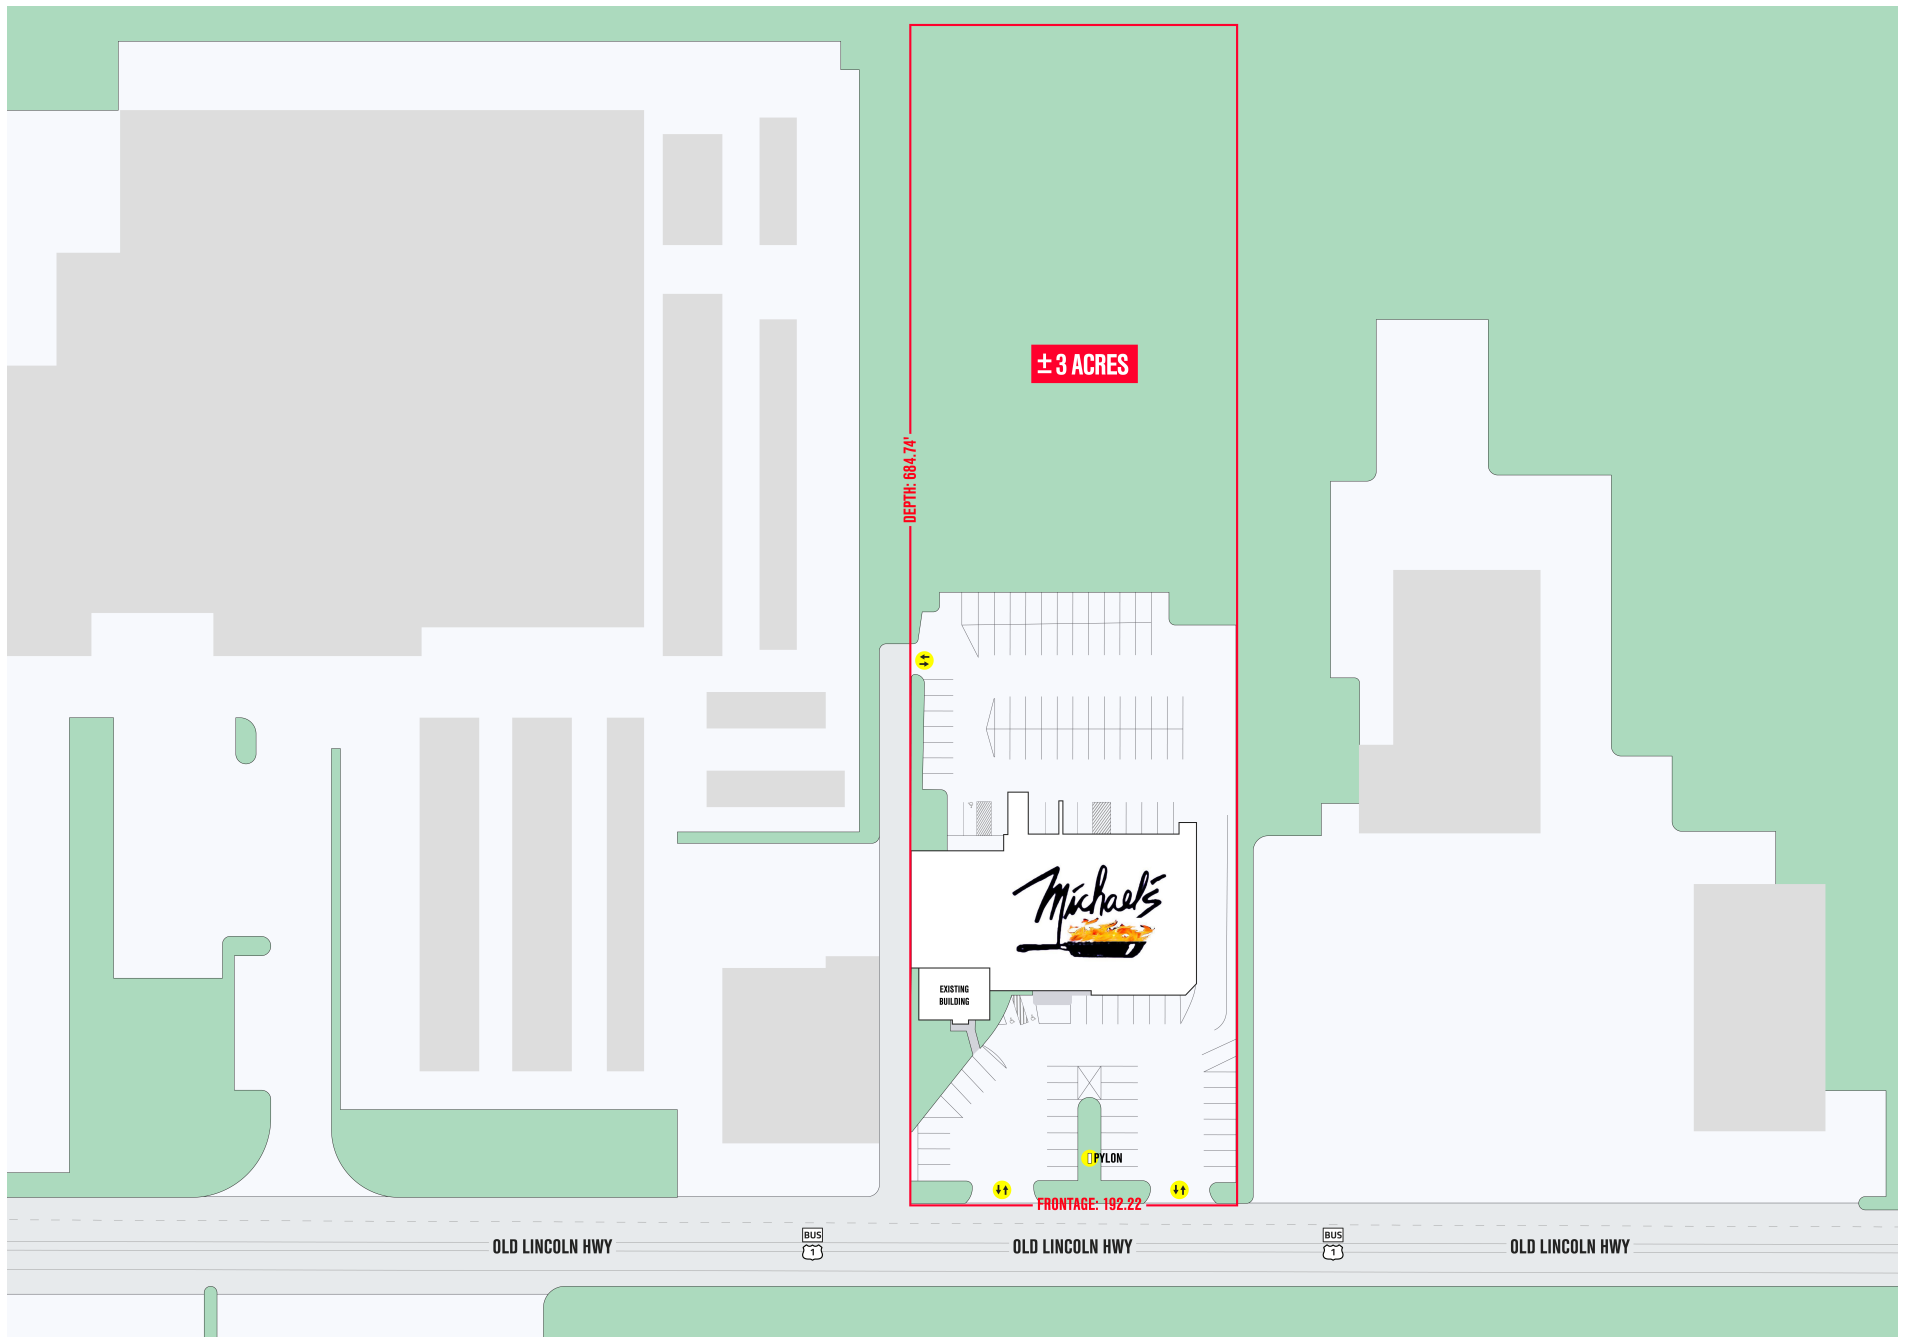 ± 3 ACRES
DEPTH: 684.74'
Michael's
EXISTING
BUILDING
PYLON
FRONTAGE: 192.22
BUS
BUS
OLD LINCOLN HWY
1
OLD LINCOLN HWY
1
OLD LINCOLN HWY